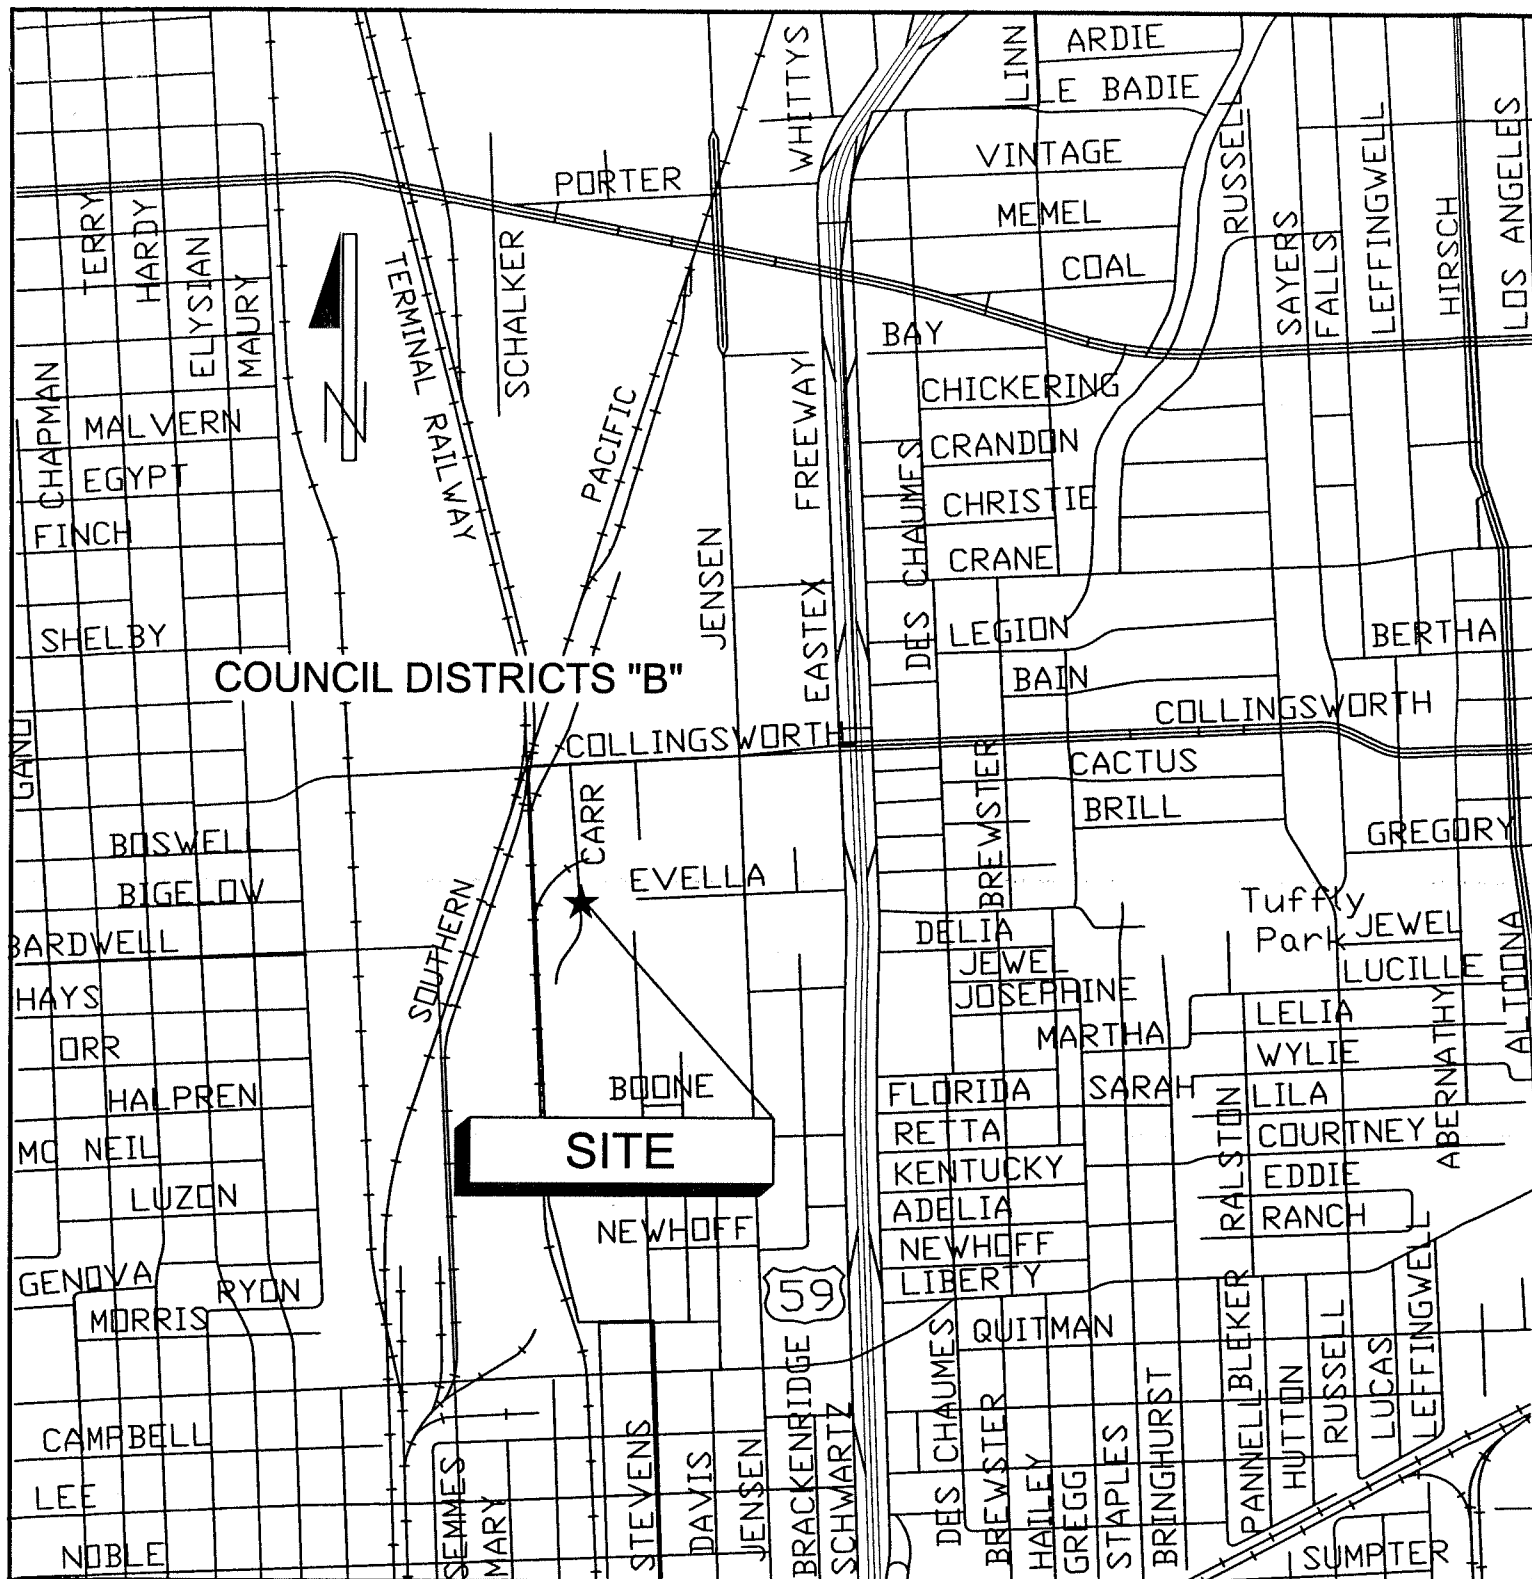 WHITTYS
LINN
ARDIE
LE BADIE
VINTAGE
RUSSELL
LEFFINGWELL
LOS ANGELES
PORTER
MEMEL
COAL
SAYERS
FALLS
HIRSCH
TERRY
HARDY
ELYSIAN
MAURY
TERMINAL RAILWAY
SCHALKER
N
BAY
CHICKERING
CRANDON
CHRISTIE
CRANE
CHAPMAN
MALVERN
EGYPT
FINCH
PACIFIC
FREEWAY
JENSEN
EASTEX
DES CHAUMES
SHELBY
LEGION
BAIN
BERTHA
COUNCIL DISTRICTS "B"
COLLINGSWORTH
COLLINGSWORTH
GANO
CACTUS
BRILL
BREWSTER
GREGORY
CARR
BOSWELL
BIGELOW
BARDWELL
EVELLA
SOUTHERN
Tuffly
Park
DELIA
JEWEL
JOSEPHINE
MARTHA
JEWEL
LUCILLE
ALTOONA
HAYS
ORR
HALPREN
MC NEIL
LUZON
LELIA
WYLIE
LILA
COURTNEY
EDDIE
RANCH
ABERNATHY
RALSTON
BOONE
SITE
FLORIDA
SARAH
RETTA
KENTUCKY
ADELIA
NEWHOFF
LIBERTY
NEWHOFF
GENOVA
RYON
MORRIS
59
QUITMAN
CAMPBELL
LEE
NOBLE
SEMMES
MARY
STEVENS
DAVIS
JENSEN
BRACKENRIDGE
SCHWARTZ
DEIS CHAUMES
BREWSTER
HAILEY
GREGG
STAPLES
BRINGHURST
PANNELL
BLEKER
HUTTON
RUSSELL
LUCAS
LEFFINGWELL
SUMPTER